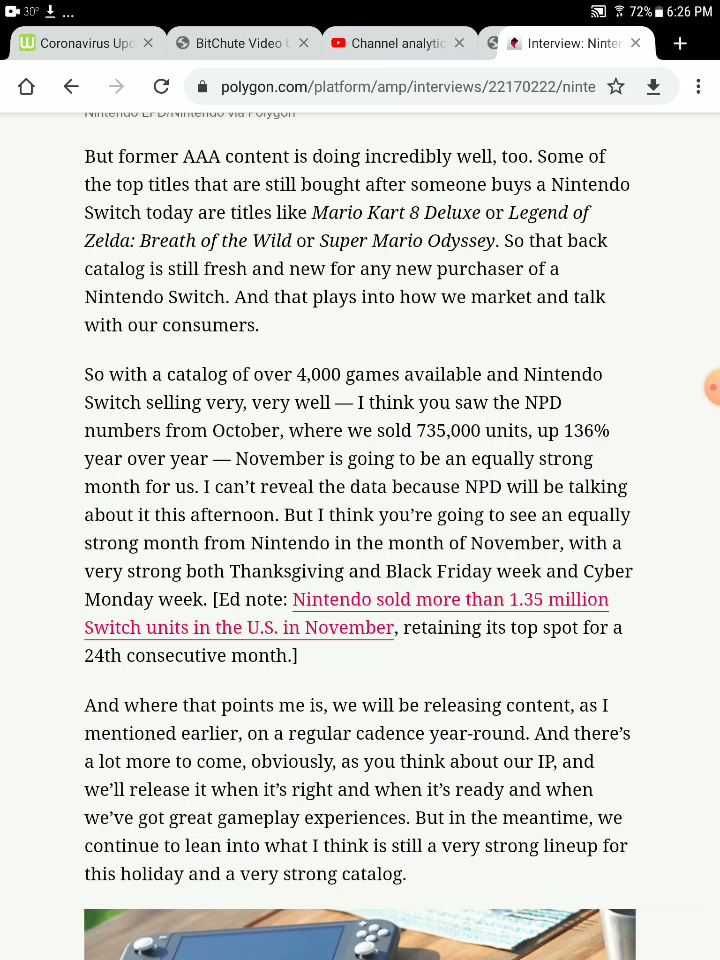 30°
...
72%
6:26 PM
Coronavirus Upd
BitChute Video
Channel analytic
Interview: Ninter
polygon.com/platform/amp/interviews/22170222/ninte
Nintendo EPD/Nintendo via Polygon
But former AAA content is doing incredibly well, too. Some of
the top titles that are still bought after someone buys a Nintendo
Switch today are titles like Mario Kart 8 Deluxe or Legend of
Zelda: Breath of the Wild or Super Mario Odyssey. So that back
catalog is still fresh and new for any new purchaser of a
Nintendo Switch. And that plays into how we market and talk
with our consumers.
So with a catalog of over 4,000 games available and Nintendo
Switch selling very, very well — I think you saw the NPD
numbers from October, where we sold 735,000 units, up 136%
year over year — November is going to be an equally strong
month for us. I can’t reveal the data because NPD will be talking
about it this afternoon. But I think you’re going to see an equally
strong month from Nintendo in the month of November, with a
very strong both Thanksgiving and Black Friday week and Cyber
Monday week. [Ed note: Nintendo sold more than 1.35 million
Switch units in the U.S. in November, retaining its top spot for a
24th consecutive month.]
And where that points me is, we will be releasing content, as I
mentioned earlier, on a regular cadence year-round. And there’s
a lot more to come, obviously, as you think about our IP, and
we’ll release it when it’s right and when it’s ready and when
we’ve got great gameplay experiences. But in the meantime, we
continue to lean into what I think is still a very strong lineup for
this holiday and a very strong catalog.